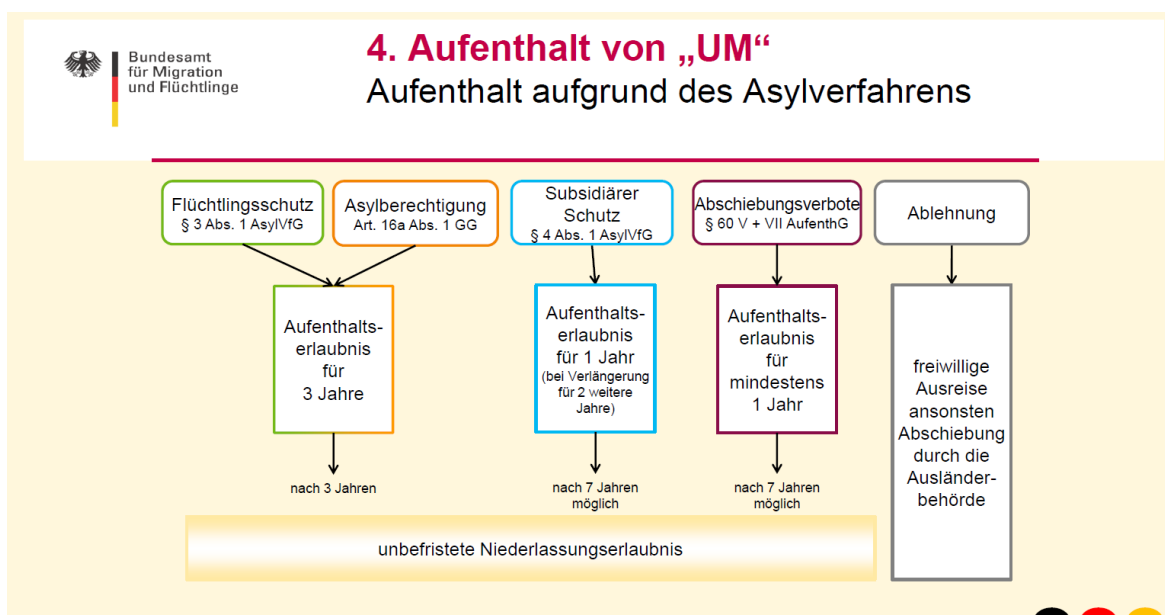 Bundesamt
für Migration
und Flüchtlinge
4. Aufenthalt von „UM“
Aufenthalt aufgrund des Asylverfahrens
Flüchtlingsschutz
§ 3 Abs. 1 AsylVfG
Asylberechtigung
Art. 16a Abs. 1 GG
Subsidiärer
Schutz
§ 4 Abs. 1 AsylVfG
Abschiebungsverbote
§ 60 V + VII AufenthG
Ablehnung
Aufenthalts-
erlaubnis
für
3 Jahre
Aufenthalts-
erlaubnis
für 1 Jahr
(bei Verlängerung
für 2 weitere
Jahre)
Aufenthalts-
erlaubnis
für
mindestens
1 Jahr
freiwillige
Ausreise
ansonsten
Abschiebung
durch die
Ausländer-
behörde
nach 3 Jahren
nach 7 Jahren
möglich
nach 7 Jahren
möglich
unbefristete Niederlassungserlaubnis